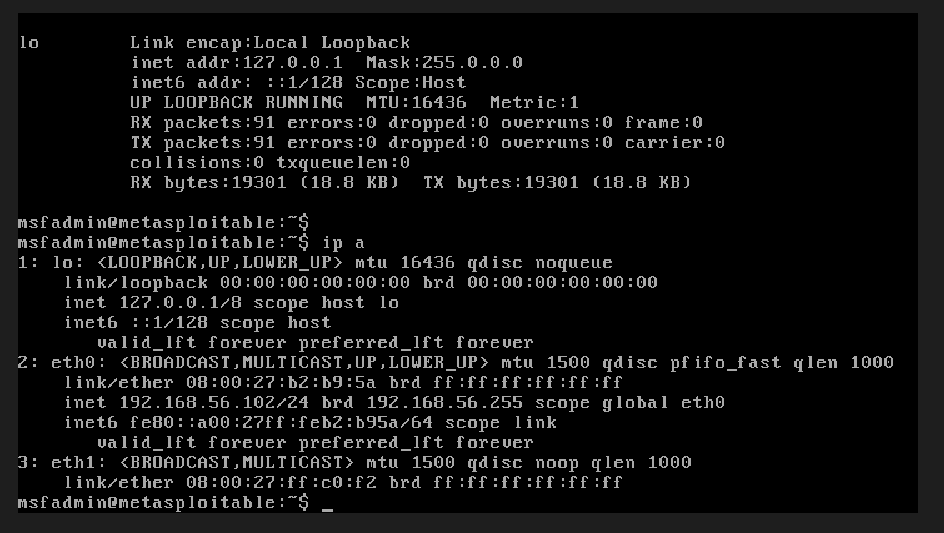 lo        Link encap:Local Loopback
          inet addr:127.0.0.1  Mask:255.0.0.0
          inet6 addr: ::1/128 Scope:Host
          UP LOOPBACK RUNNING  MTU:16436  Metric:1
          RX packets:91 errors:0 dropped:0 overruns:0 frame:0
          TX packets:91 errors:0 dropped:0 overruns:0 carrier:0
          collisions:0 txqueuelen:0
          RX bytes:19301 (18.8 KB)  TX bytes:19301 (18.8 KB)

msfadmin@metasploitable:~$
msfadmin@metasploitable:~$ ip a
1: lo: <LOOPBACK,UP,LOWER_UP> mtu 16436 qdisc noqueue
    link/loopback 00:00:00:00:00:00 brd 00:00:00:00:00:00
    inet 127.0.0.1/8 scope host lo
    inet6 ::1/128 scope host
       valid_lft forever preferred_lft forever
2: eth0: <BROADCAST,MULTICAST,UP,LOWER_UP> mtu 1500 qdisc pfifo_fast qlen 1000
    link/ether 08:00:27:b2:b9:5a brd ff:ff:ff:ff:ff:ff
    inet 192.168.56.102/24 brd 192.168.56.255 scope global eth0
    inet6 fe80::a00:27ff:feb2:b95a/64 scope link
       valid_lft forever preferred_lft forever
3: eth1: <BROADCAST,MULTICAST> mtu 1500 qdisc noop qlen 1000
    link/ether 08:00:27:ff:c0:f2 brd ff:ff:ff:ff:ff:ff
msfadmin@metasploitable:~$ _